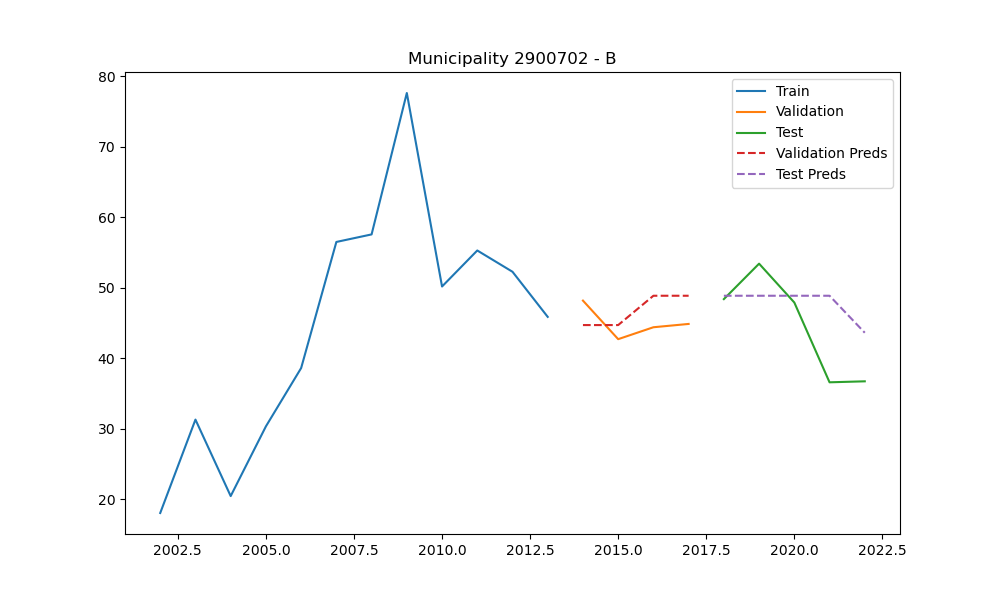 Municipality 2900702 - B
80
70
60
50
40
30
20
2002.5 2005.0 2007.5 2010.0 2012.5 2015.0 2017.5 2020.0 2022.5
Train
Validation
Test
Validation Preds
Test Preds